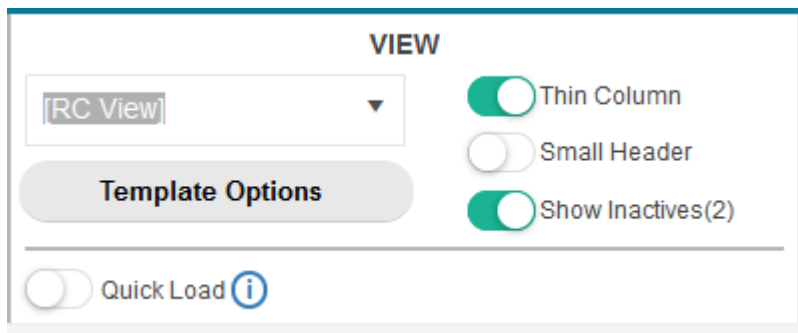 VIEW
[RC View]
Thin Column
Small Header
Template Options
Show Inactives(2)
Quick Load